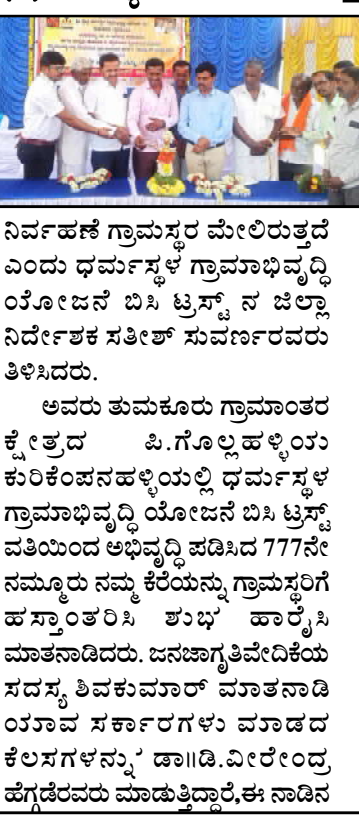 ನಿರ್ವಹಣೆ ಗ್ರಾಮಸ್ಥರ ಮೇಲಿರುತ್ತದೆ
ಎಂದು ಧರ್ಮಸ್ಥಳ ಗ್ರಾಮಾಭಿವೃದ್ಧಿ
ಯೋಜನೆ ಬಿಸಿ ಟ್ರಸ್ಟ್ ನ ಜಿಲ್ಲಾ
ನಿರ್ದೇಶಕ ಸತೀಶ್ ಸುವರ್ಣರವರು
ತಿಳಿಸಿದರು.
ಅವರು ತುಮಕೂರು ಗ್ರಾಮಾಂತರ
ಕ್ಷೇತ್ರದ ಪಿ.ಗೊಲ್ಲಹಳ್ಳಿಯ
ಕುರಿಕೆಂಪನಹಳ್ಳಿಯಲ್ಲಿ ಧರ್ಮಸ್ಥಳ
ಗ್ರಾಮಾಭಿವೃದ್ಧಿ ಯೋಜನೆ ಬಿಸಿ ಟ್ರಸ್ಟ್
ವತಿಯಿಂದ ಅಭಿವೃದ್ಧಿ ಪಡಿಸಿದ 777ನೇ
ನಮ್ಮೂರು ನಮ್ಮ ಕೆರೆಯನ್ನು ಗ್ರಾಮಸ್ಥರಿಗೆ
ಹಸ್ತಾಂತರಿಸಿ ಶುಭ ಹಾರೈಸಿ
ಮಾತನಾಡಿದರು. ಜನಜಾಗೃತಿವೇದಿಕೆಯ
ಸದಸ್ಯ ಶಿವಕುಮಾರ್ ಮಾತನಾಡಿ
ಯಾವ ಸರ್ಕಾರಗಳು ಮಾಡದ
ಕೆಲಸಗಳನ್ನು ಡಾ||ಡಿ.ವೀರೇಂದ್ರ
ಹೆಗ್ಗಡೆರವರು ಮಾಡುತ್ತಿದ್ದಾರೆ,ಈ ನಾಡಿನ